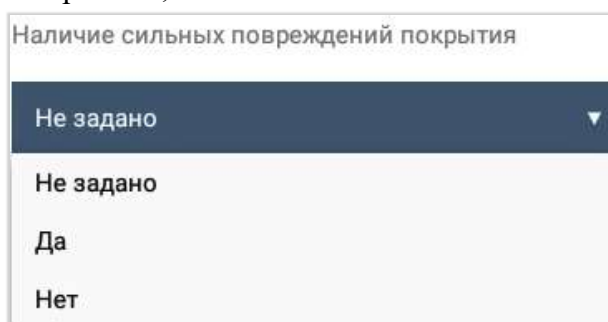 Наличие сильных повреждений покрытия
Не задано
Не задано
Да
Нет